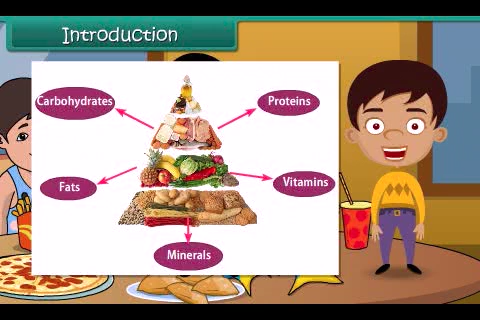 Introduction
Carbohydrates
Proteins
Fats
Vitamins
Minerals